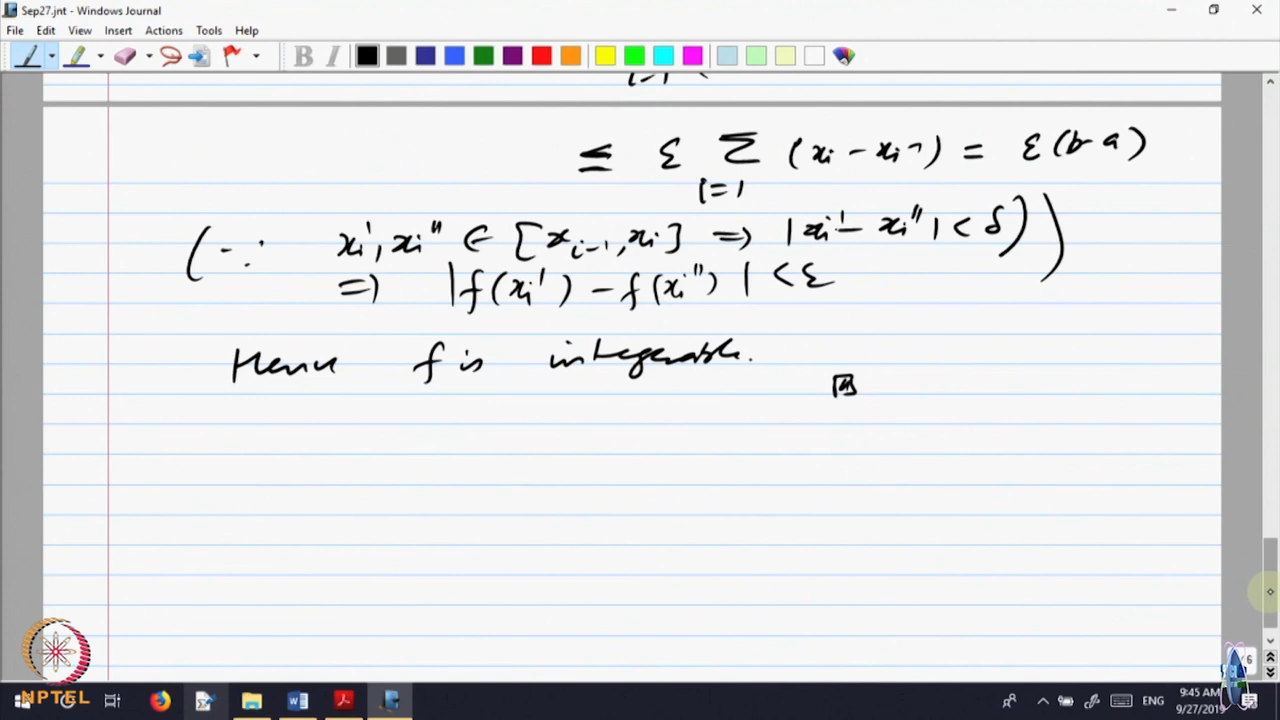 Sep27.jnt - Windows Journal
File Edit View Insert Actions Tools Help
B I
≤ ε Σ (xi - xi-1) = ε(b-a)
i=1
(∵ xi', xi" ∈ [xi-1, xi] => |xi' - xi"| < δ))
=> |f(xi') - f(xi")| < ε
Hence f is integrable.
NPTEL
/6
ENG
9:45 AM
9/27/2019